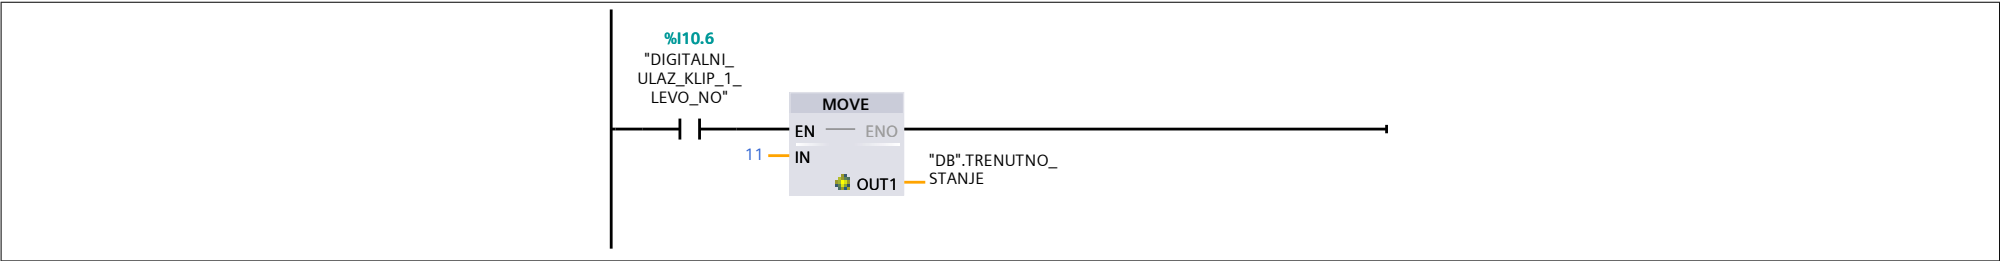 %I10.6
"DIGITALNI_
ULAZ_KLIP_1_
LEVO_NO"
MOVE
EN ENO
11 IN
"DB".TRENUTNO_
OUT1 STANJE